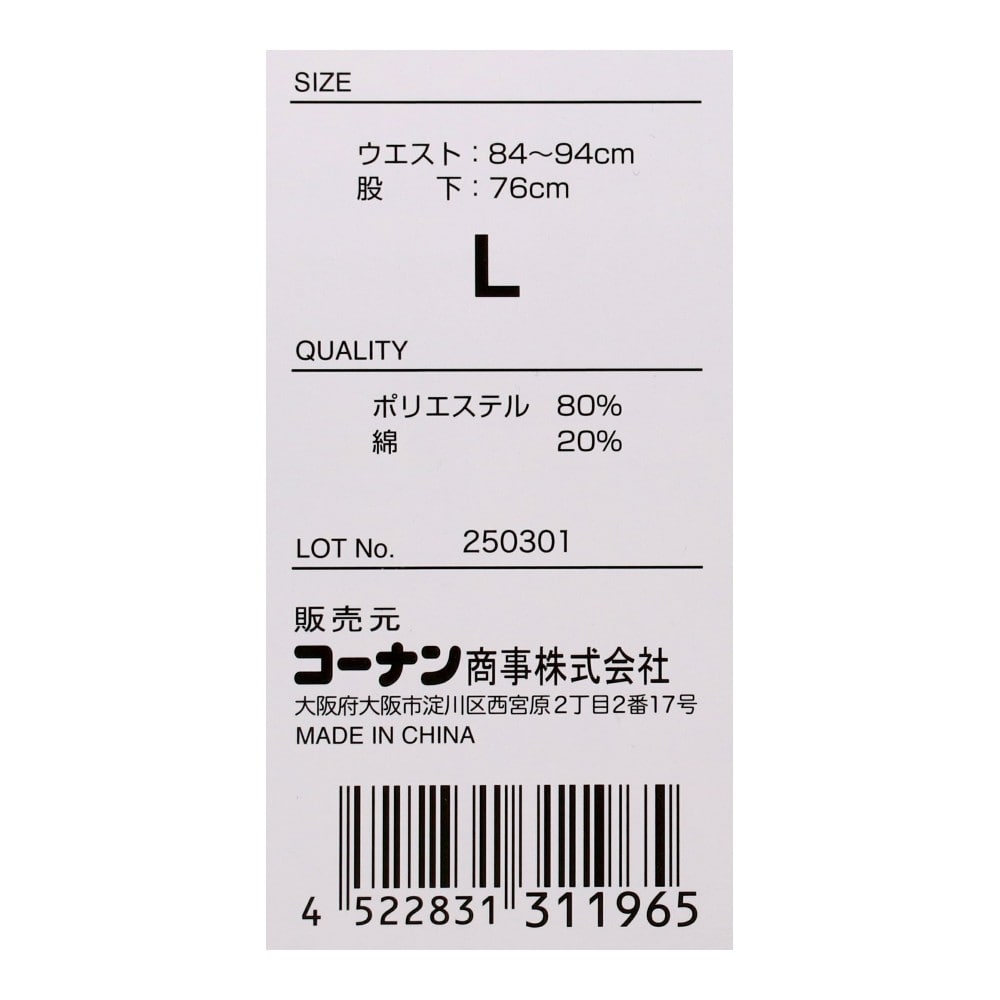 SIZE
ウエスト：84～94cm
股　　下：76cm
L
QUALITY
ポリエステル　80%
綿　　　　　　20%
LOT No.　250301
販売元
コーナン商事株式会社
大阪府大阪市淀川区西宮原2丁目2番17号
MADE IN CHINA
4 522831 311965